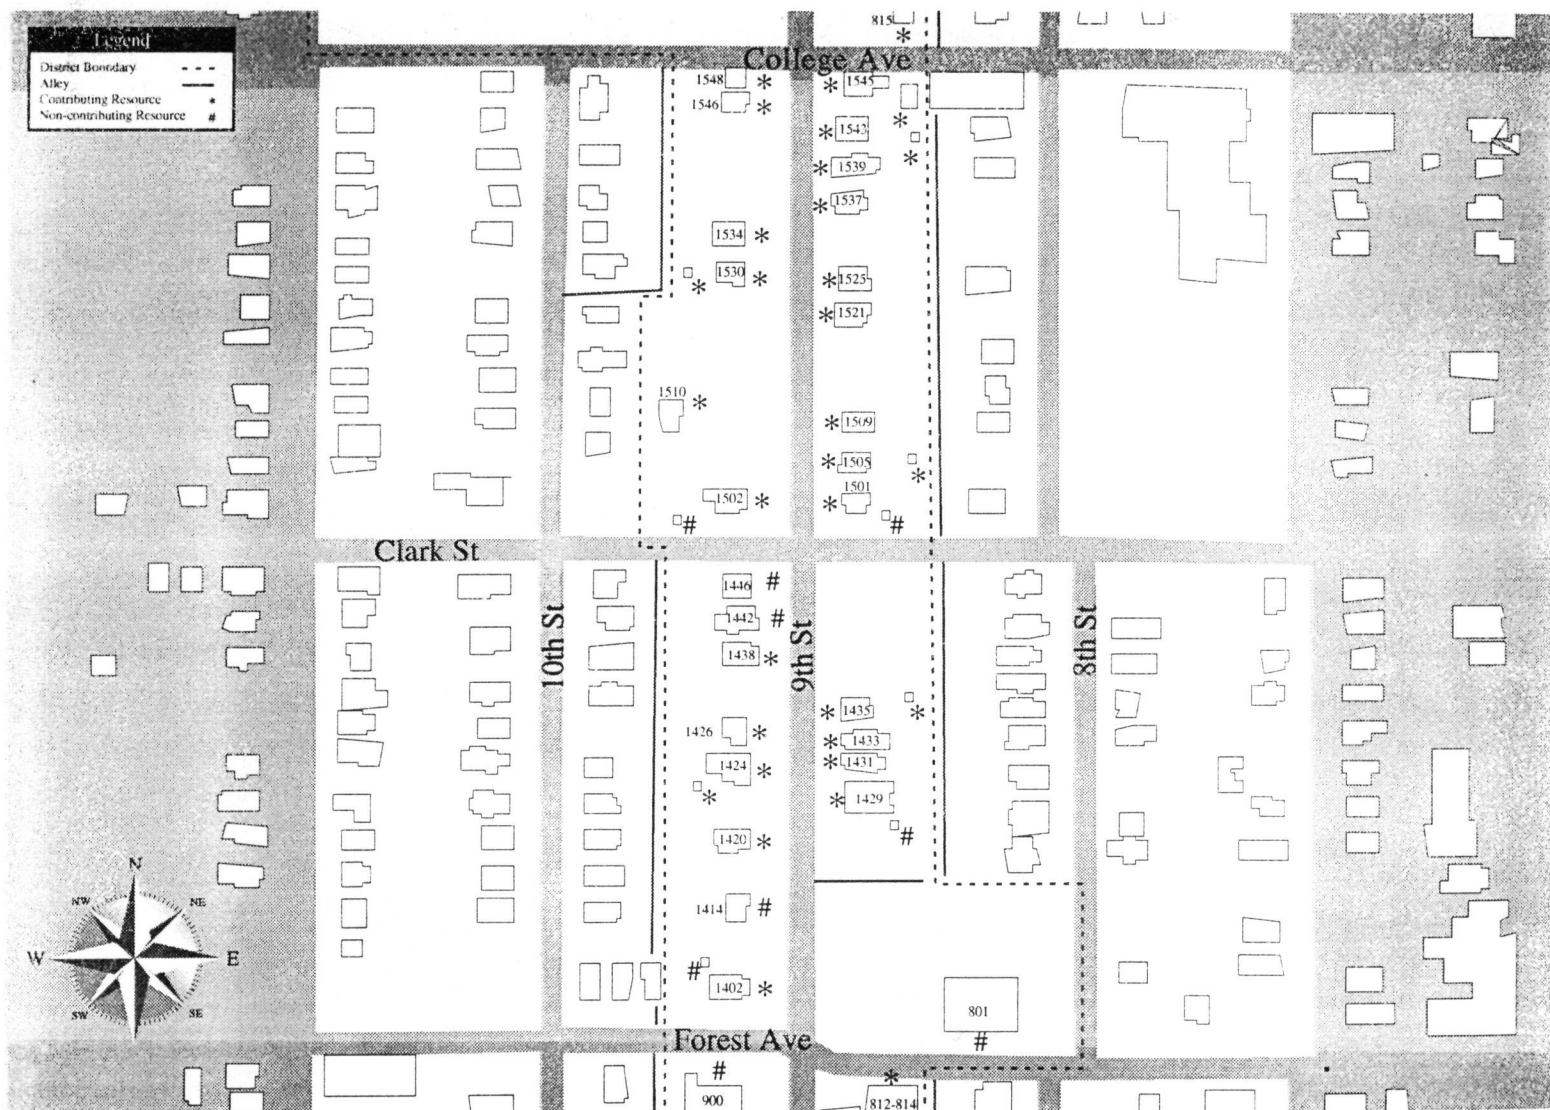 Legend
District Boundary - - - -
Alley
Contributing Resource *
Non-contributing Resource #
815
*
College Ave
1548 *
1546 *
* 1545
*
* 1543
*
* 1539
* 1537
1534 *
1530 *
*
* 1525
* 1521
1510 *
* 1509
* 1505
*
1501
*
1502 *
#
#
Clark St
10th St
9th St
8th St
1446 #
1442 #
1438 *
1426 *
1424 *
*
1420 *
1414 #
#
1402 *
* 1435 *
* 1433
* 1431
* 1429
#
801
#
N
NE
E
SE
SW
W
NW
Forest Ave
#
900
*
812-814